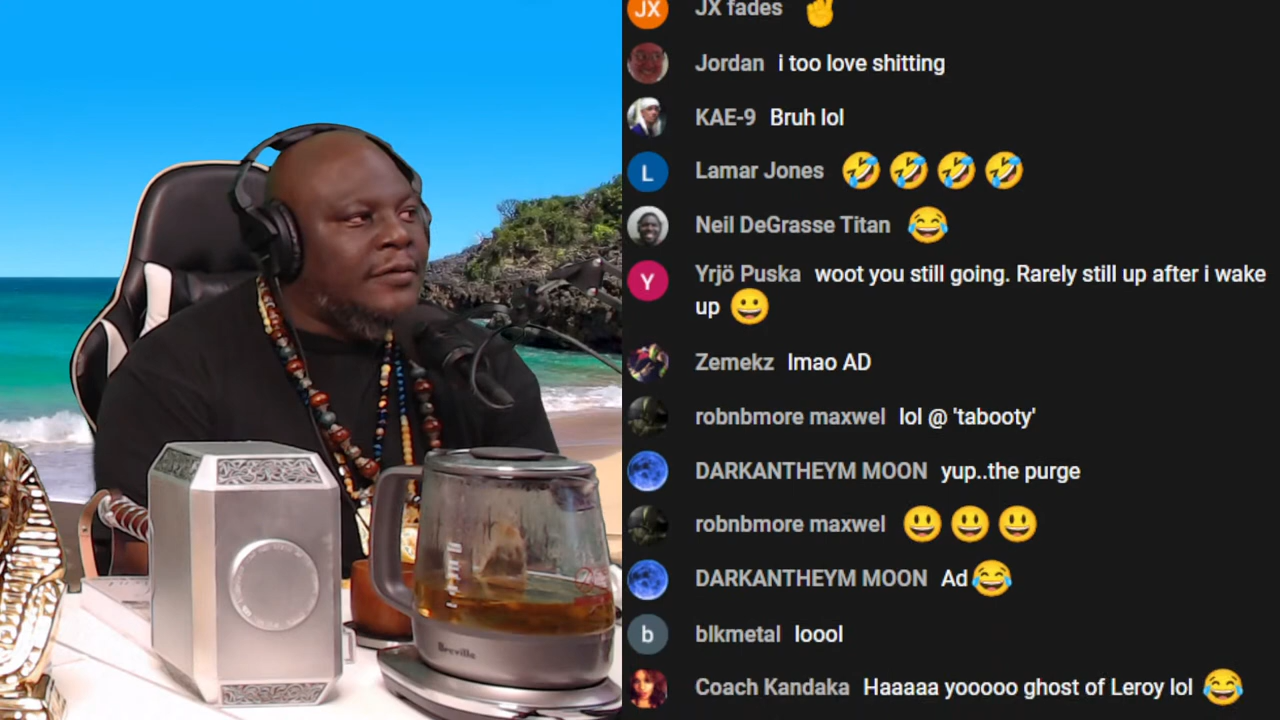 JX
JX fades ✌️
Jordan i too love shitting
KAE-9 Bruh lol
L
Lamar Jones 🤣 🤣 🤣 🤣
Neil DeGrasse Titan 😂
Y
Yrjö Puska woot you still going. Rarely still up after i wake
up 😀
Zemekz lmao AD
robnbmore maxwel lol @ 'tabooty'
DARKANTHEYM MOON yup..the purge
robnbmore maxwel 😃 😃 😃
DARKANTHEYM MOON Ad 😂
b
blkmetal loool
Coach Kandaka Haaaaa yooooo ghost of Leroy lol 😂
Breville